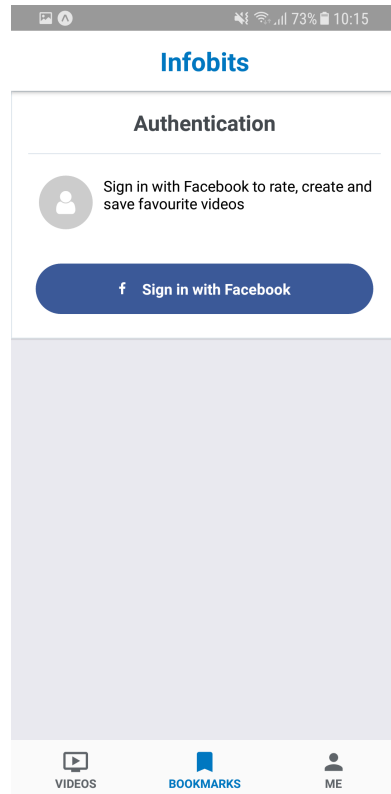 73% 10:15
Infobits
Authentication
Sign in with Facebook to rate, create and
save favourite videos
f Sign in with Facebook
VIDEOS BOOKMARKS ME